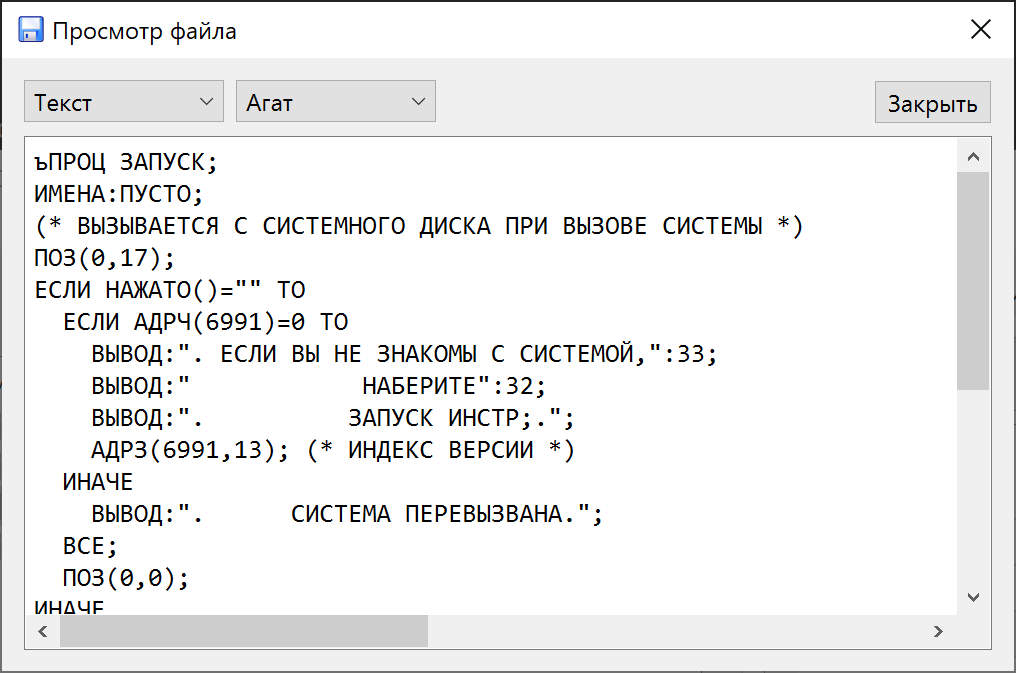 Просмотр файла
Текст
Агат
Закрыть
ъПРОЦ ЗАПУСК;
ИМЕНА:ПУСТО;
(* ВЫЗЫВАЕТСЯ С СИСТЕМНОГО ДИСКА ПРИ ВЫЗОВЕ СИСТЕМЫ *)
ПОЗ(0,17);
ЕСЛИ НАЖАТО()="" ТО
  ЕСЛИ АДРЧ(6991)=0 ТО
    ВЫВОД:". ЕСЛИ ВЫ НЕ ЗНАКОМЫ С СИСТЕМОЙ,":33;
    ВЫВОД:"            НАБЕРИТЕ":32;
    ВЫВОД:".          ЗАПУСК ИНСТР;.";
    АДРЗ(6991,13); (* ИНДЕКС ВЕРСИИ *)
  ИНАЧЕ
    ВЫВОД:".      СИСТЕМА ПЕРЕВЫЗВАНА.";
  ВСЕ;
  ПОЗ(0,0);
ИНАЧЕ